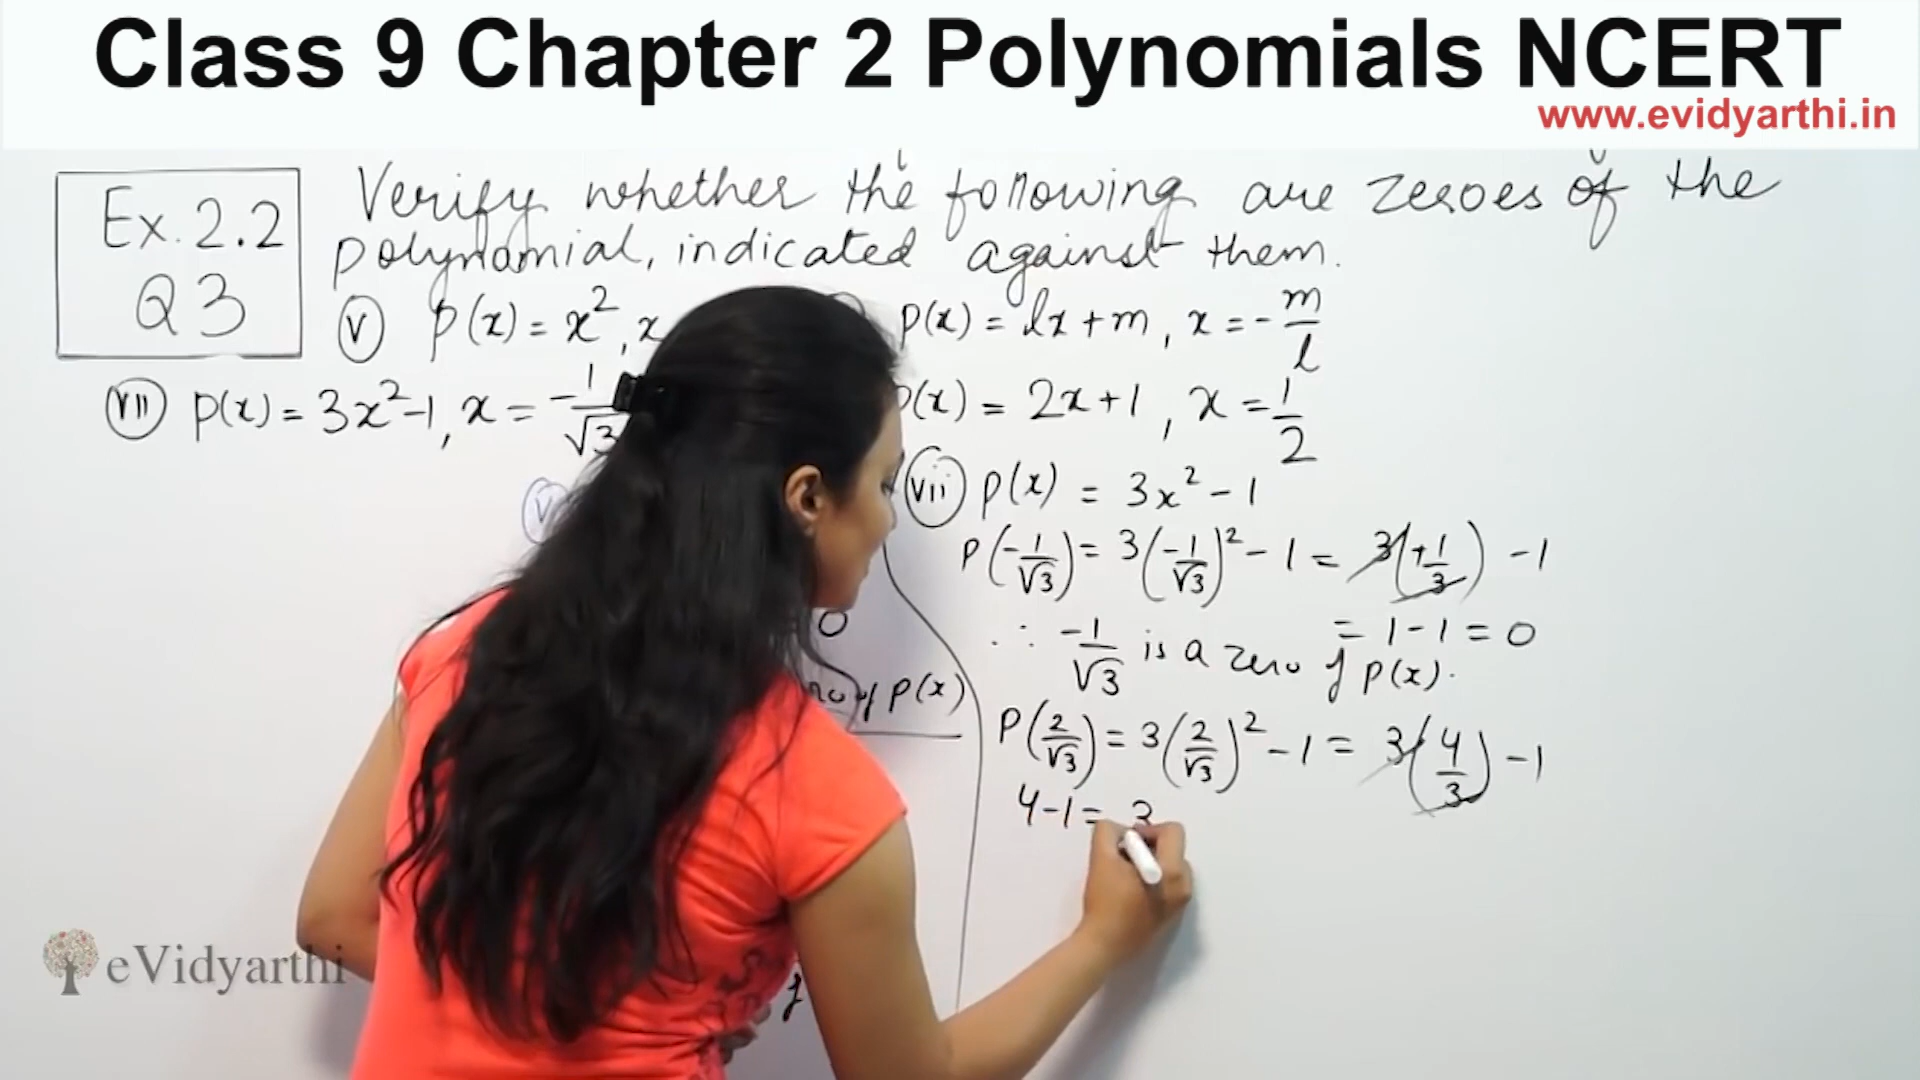 Class 9 Chapter 2 Polynomials NCERT
www.evidyarthi.in
Ex. 2.2
Q 3
Verify whether the following are zeroes of the
polynomial, indicated against them.
(v) p(x) = x², x
p(x) = lx + m, x = -m/l
(vii) p(x) = 3x² - 1, x = -1/√3
p(x) = 2x + 1, x = 1/2
(vii) p(x) = 3x² - 1
P(-1/√3) = 3(-1/√3)² - 1 = 3(+1/3) - 1
= 1 - 1 = 0
∴ -1/√3 is a zero of p(x).
0
of p(x)
P(2/√3) = 3(2/√3)² - 1 = 3(4/3) - 1
4 - 1 = 3
eVidyarthi